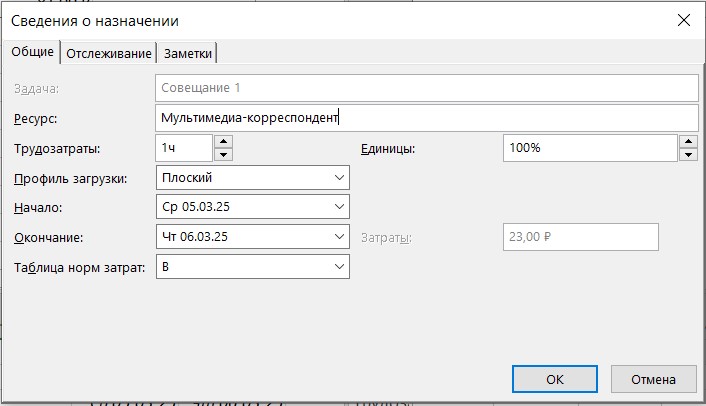 Сведения о назначении
Общие Отслеживание Заметки
Задача: Совещание 1
Ресурс: Мультимедиа-корреспондент
Трудозатраты: 1ч Единицы: 100%
Профиль загрузки: Плоский
Начало: Ср 05.03.25
Окончание: Чт 06.03.25 Затраты: 23,00 ₽
Таблица норм затрат: B
ОК Отмена